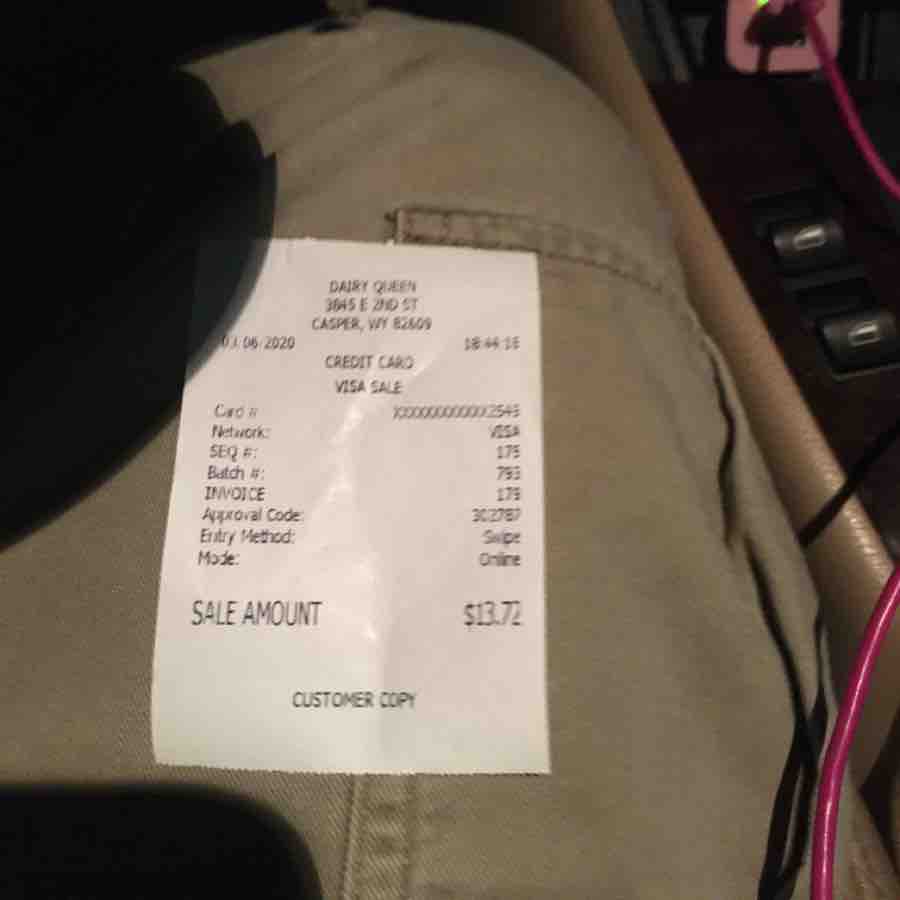 DAIRY QUEEN
3845 E 2ND ST
CASPER, WY 82609
06 2020 18:44:16
CREDIT CARD
VISA SALE
Card # XXXXXXXXXXXX2545
Network: VISA
SEQ #: 175
Batch #: 793
INVOICE 179
Approval Code: 302787
Entry Method: Swipe
Mode: Online
SALE AMOUNT $13.72
CUSTOMER COPY